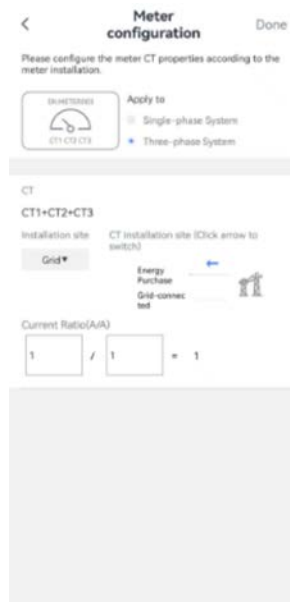 Meter
configuration
Done
Please configure the meter CT properties according to the
meter installation.
CT1 CT2 CT3
Apply to
Single-phase System
Three-phase System
CT
CT1+CT2+CT3
Installation site
CT Installation site (Click arrow to
switch)
Grid
Energy
Purchase
Grid-connec
ted
Current Ratio(A/A)
1 / 1 = 1